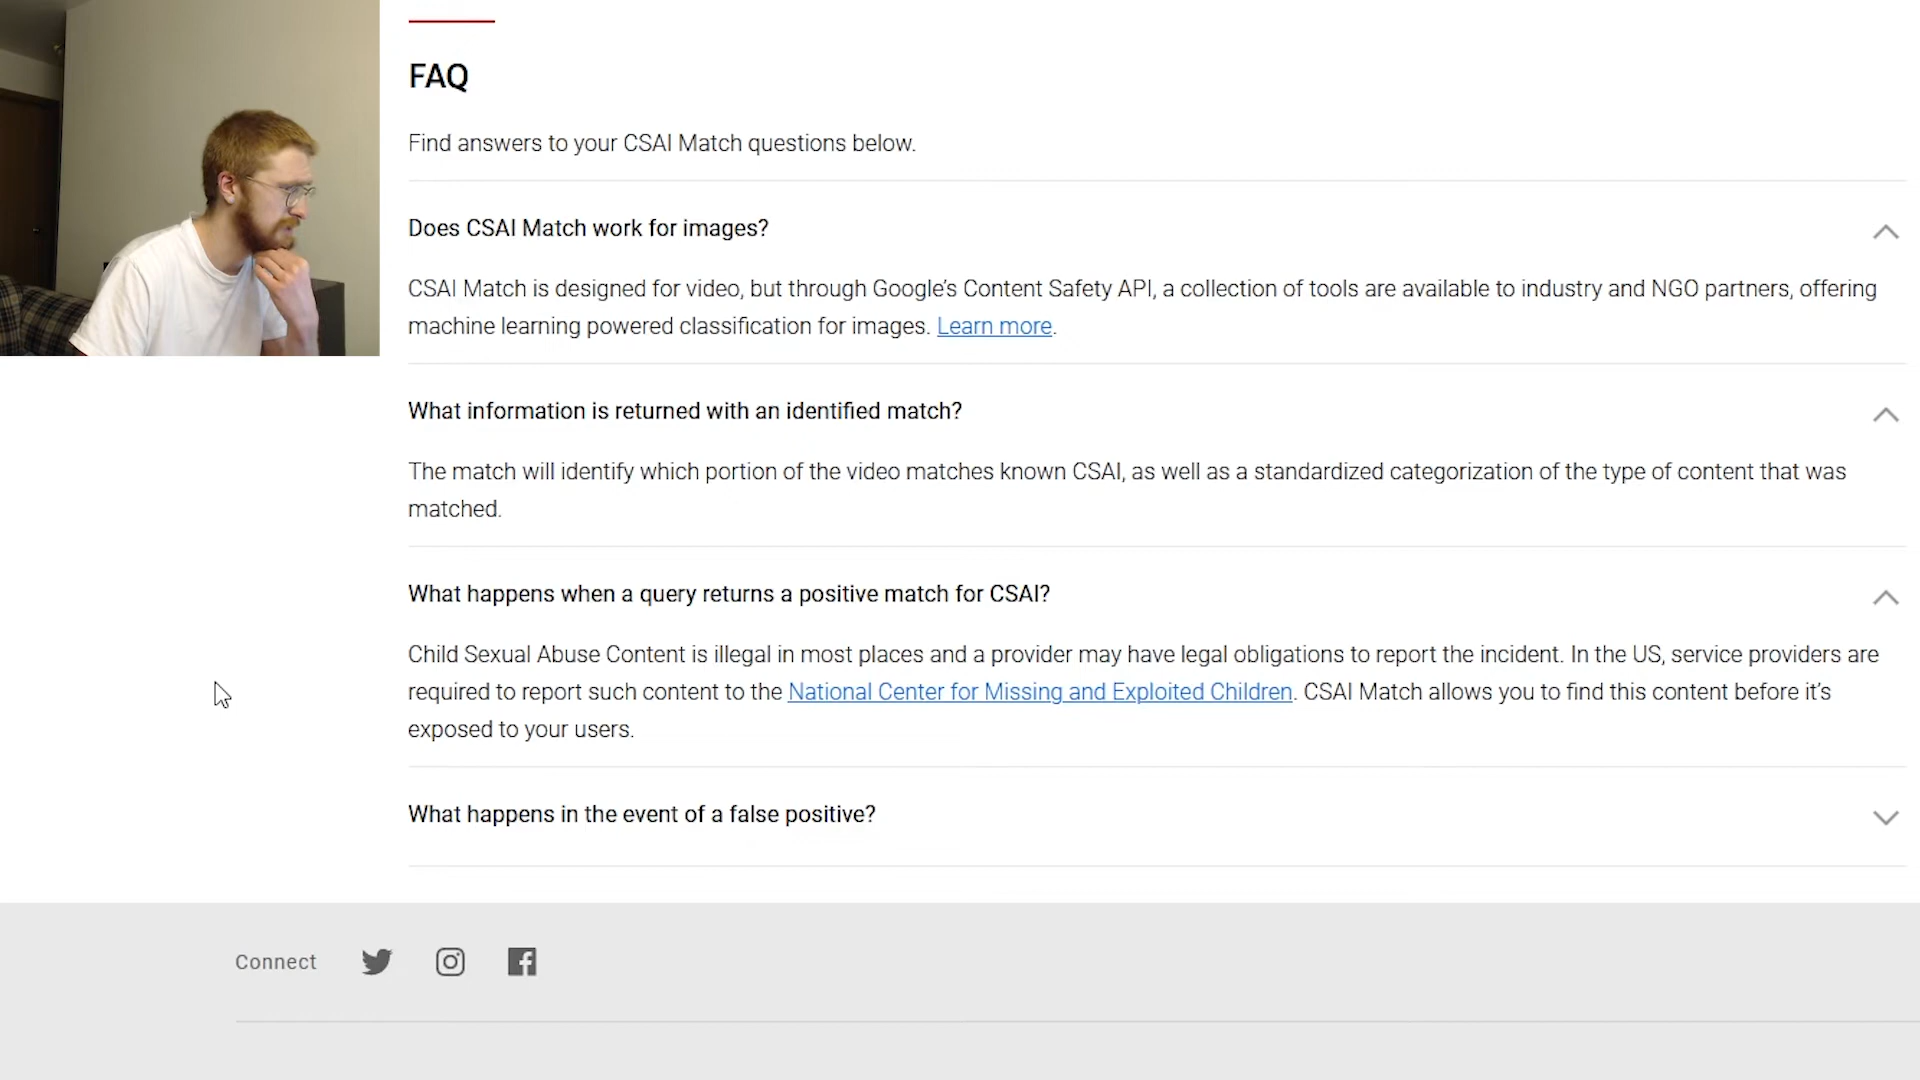 FAQ
Find answers to your CSAI Match questions below.
Does CSAI Match work for images?
CSAI Match is designed for video, but through Google’s Content Safety API, a collection of tools are available to industry and NGO partners, offering
machine learning powered classification for images. Learn more.
What information is returned with an identified match?
The match will identify which portion of the video matches known CSAI, as well as a standardized categorization of the type of content that was
matched.
What happens when a query returns a positive match for CSAI?
Child Sexual Abuse Content is illegal in most places and a provider may have legal obligations to report the incident. In the US, service providers are
required to report such content to the National Center for Missing and Exploited Children. CSAI Match allows you to find this content before it’s
exposed to your users.
What happens in the event of a false positive?
Connect